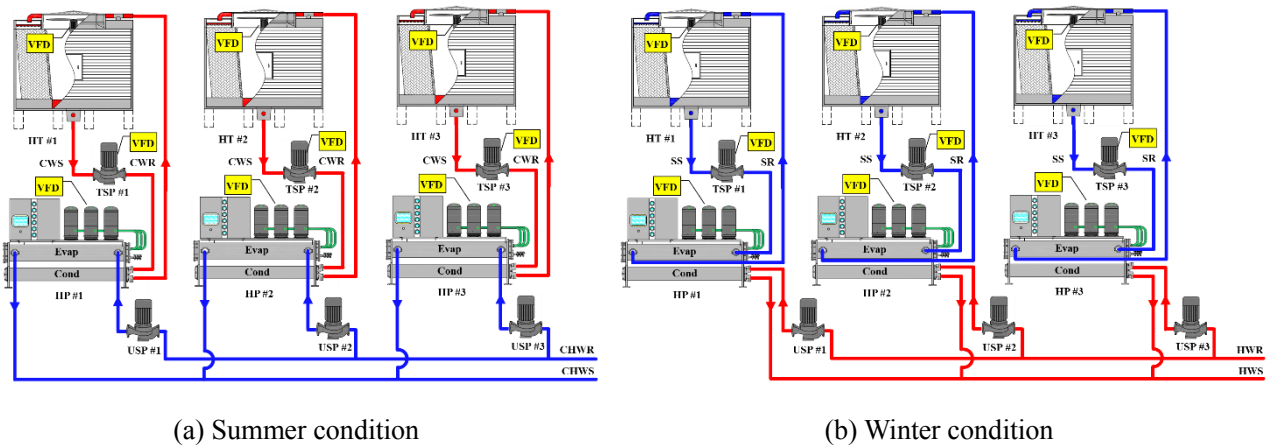 VFD VFD VFD
HT #1 HT #2 HT #3
VFD VFD VFD
CWS CWR CWS CWR CWS CWR
TSP #1 TSP #2 TSP #3
VFD VFD VFD
Evap Evap Evap
Cond Cond Cond
HP #1 HP #2 HP #3
USP #1 USP #2 USP #3
CHWR
CHWS
(a) Summer condition
VFD VFD VFD
HT #1 HT #2 HT #3
VFD VFD VFD
SS SR SS SR SS SR
TSP #1 TSP #2 TSP #3
VFD VFD VFD
Evap Evap Evap
Cond Cond Cond
HP #1 HP #2 HP #3
USP #1 USP #2 USP #3
HWR
HWS
(b) Winter condition